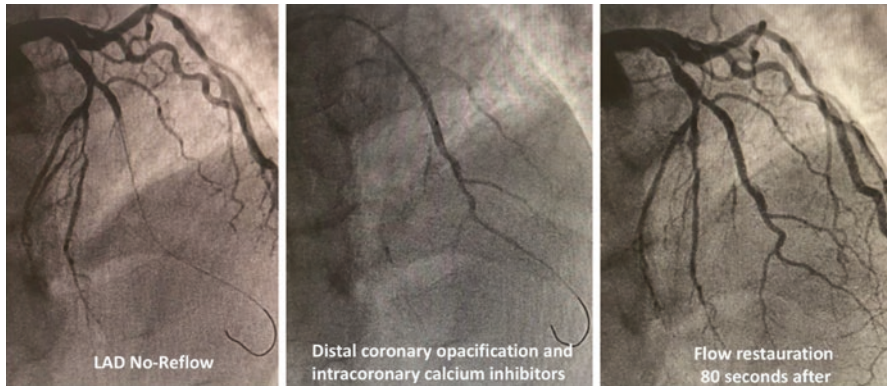 LAD No-Reflow
Distal coronary opacification and
intracoronary calcium inhibitors
Flow restauration
80 seconds after